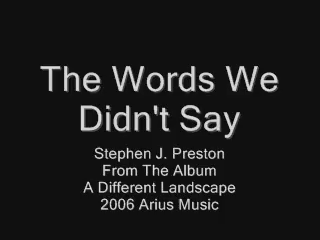 The Words We
Didn't Say
Stephen J. Preston
From The Album
A Different Landscape
2006 Arius Music